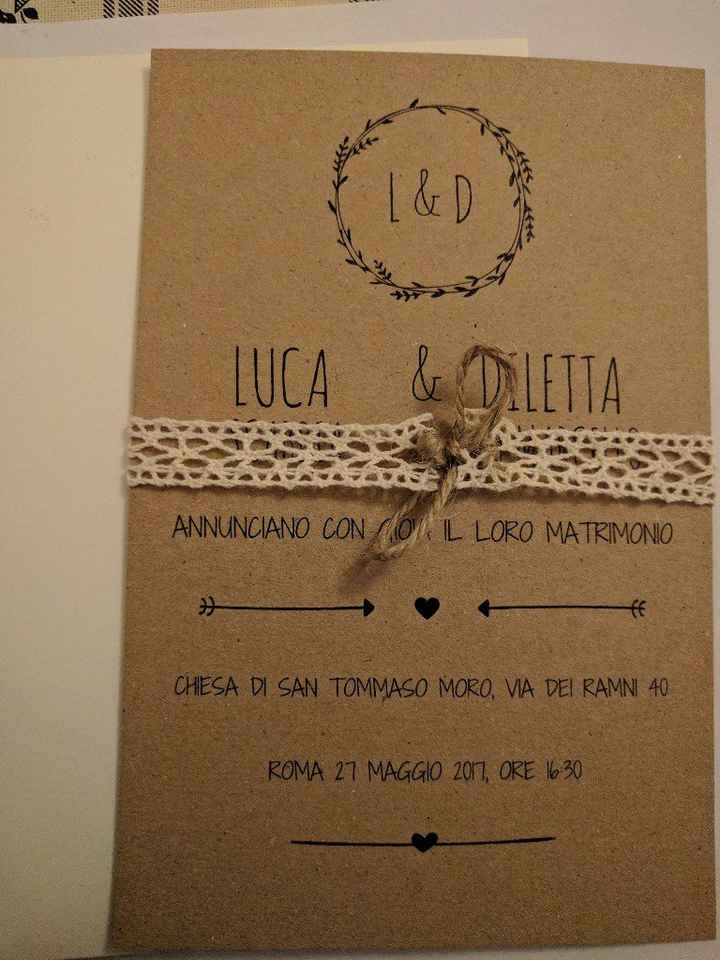 L & D
LUCA & DILETTA
ANNUNCIANO CON GIOIA IL LORO MATRIMONIO
CHIESA DI SAN TOMMASO MORO, VIA DEI RAMNI 40
ROMA 27 MAGGIO 2017, ORE 16:30